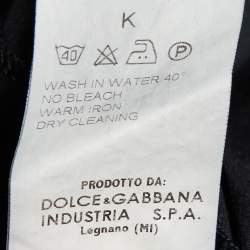 K
40 P
WASH IN WATER 40°
NO BLEACH
WARM IRON
DRY CLEANING
PRODOTTO DA:
DOLCE&GABBANA
INDUSTRIA S.P.A.
Legnano (MI)